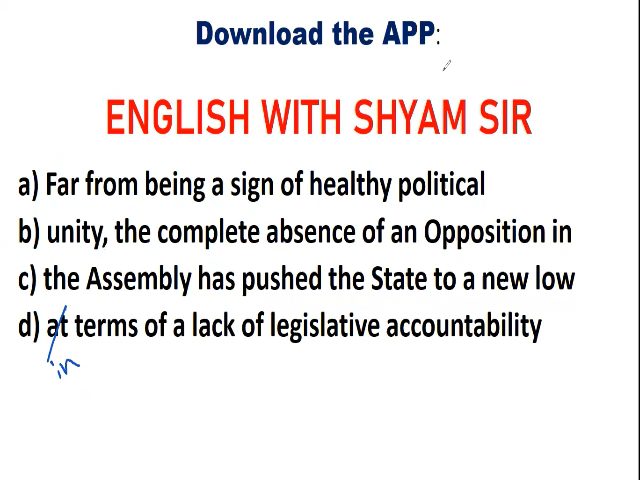 Download the APP:
ENGLISH WITH SHYAM SIR
a) Far from being a sign of healthy political
b) unity, the complete absence of an Opposition in
c) the Assembly has pushed the State to a new low
d) at terms of a lack of legislative accountability
in